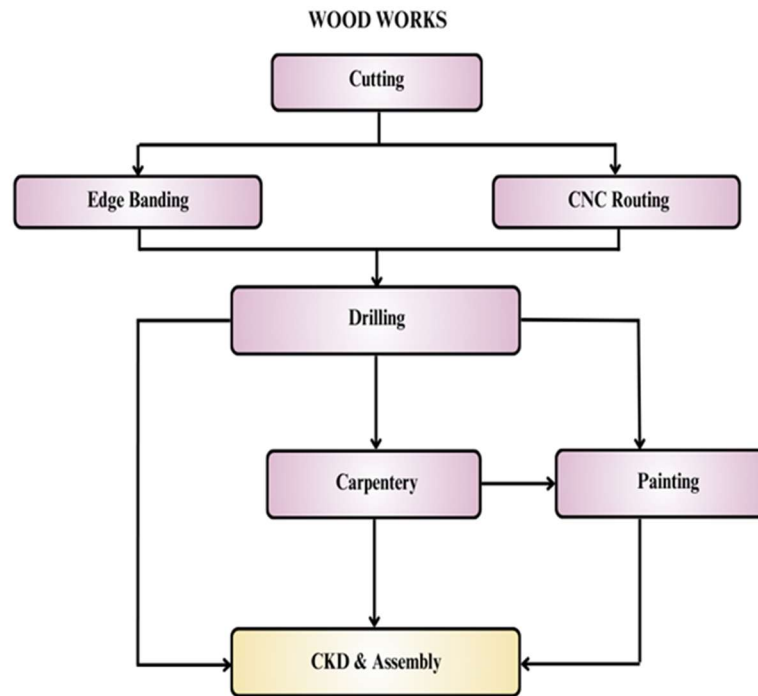 WOOD WORKS
Cutting
Edge Banding
CNC Routing
Drilling
Carpentery
Painting
CKD & Assembly